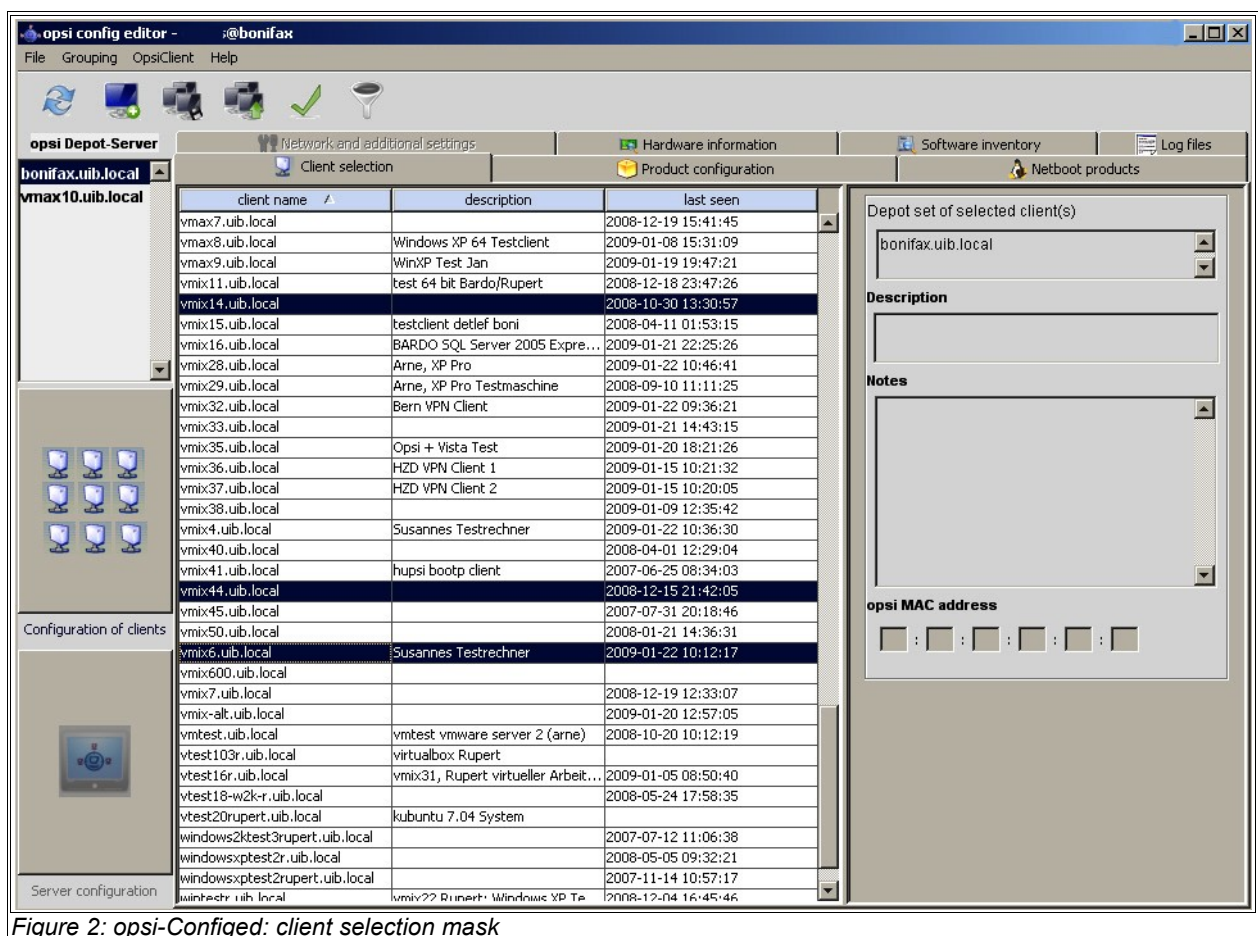 opsi config editor - :@bonifax
File Grouping OpsiClient Help
opsi Depot-Server
Network and additional settings
Hardware information
Software inventory
Log files
Client selection
Product configuration
Netboot products
bonifax.uib.local
vmax10.uib.local
client name description last seen
vmax7.uib.local 2008-12-19 15:41:45
vmax8.uib.local Windows XP 64 Testclient 2009-01-08 15:31:09
vmax9.uib.local WinXP Test Jan 2009-01-19 19:47:21
vmix11.uib.local test 64 bit Bardo/Rupert 2008-12-18 23:47:26
vmix14.uib.local 2008-10-30 13:30:57
vmix15.uib.local testclient detlef boni 2008-04-11 01:53:15
vmix16.uib.local BARDO SQL Server 2005 Expre... 2009-01-21 22:25:26
vmix28.uib.local Arne, XP Pro 2009-01-22 10:46:41
vmix29.uib.local Arne, XP Pro Testmaschine 2008-09-10 11:11:25
vmix32.uib.local Bern VPN Client 2009-01-22 09:36:21
vmix33.uib.local 2009-01-21 14:43:15
vmix35.uib.local Opsi + Vista Test 2009-01-20 18:21:26
vmix36.uib.local HZD VPN Client 1 2009-01-15 10:21:32
vmix37.uib.local HZD VPN Client 2 2009-01-15 10:20:05
vmix38.uib.local 2009-01-09 12:35:42
vmix4.uib.local Susannes Testrechner 2009-01-22 10:36:30
vmix40.uib.local 2008-04-01 12:29:04
vmix41.uib.local hupsi bootp client 2007-06-25 08:34:03
vmix44.uib.local 2008-12-15 21:42:05
vmix45.uib.local 2007-07-31 20:18:46
vmix50.uib.local 2008-01-21 14:36:31
vmix6.uib.local Susannes Testrechner 2009-01-22 10:12:17
vmix600.uib.local
vmix7.uib.local 2008-12-19 12:33:07
vmix-alt.uib.local 2009-01-20 12:57:05
vmtest.uib.local vmtest vmware server 2 (arne) 2008-10-20 10:12:19
vtest103r.uib.local virtualbox Rupert
vtest16r.uib.local vmix31, Rupert virtueller Arbeit... 2009-01-05 08:50:40
vtest18-w2k-r.uib.local 2008-05-24 17:58:35
vtest20rupert.uib.local kubuntu 7.04 System
windows2ktest3rupert.uib.local 2007-07-12 11:06:38
windowsxptest2r.uib.local 2008-05-05 09:32:21
windowsxptest2rupert.uib.local 2007-11-14 10:57:17
wintestr.uib.local vmix22 Rupert: Windows XP Te 2008-12-04 16:45:46
Depot set of selected client(s)
bonifax.uib.local
Description
Notes
opsi MAC address
: : : : :
Configuration of clients
Server configuration
Figure 2: opsi-Configed: client selection mask